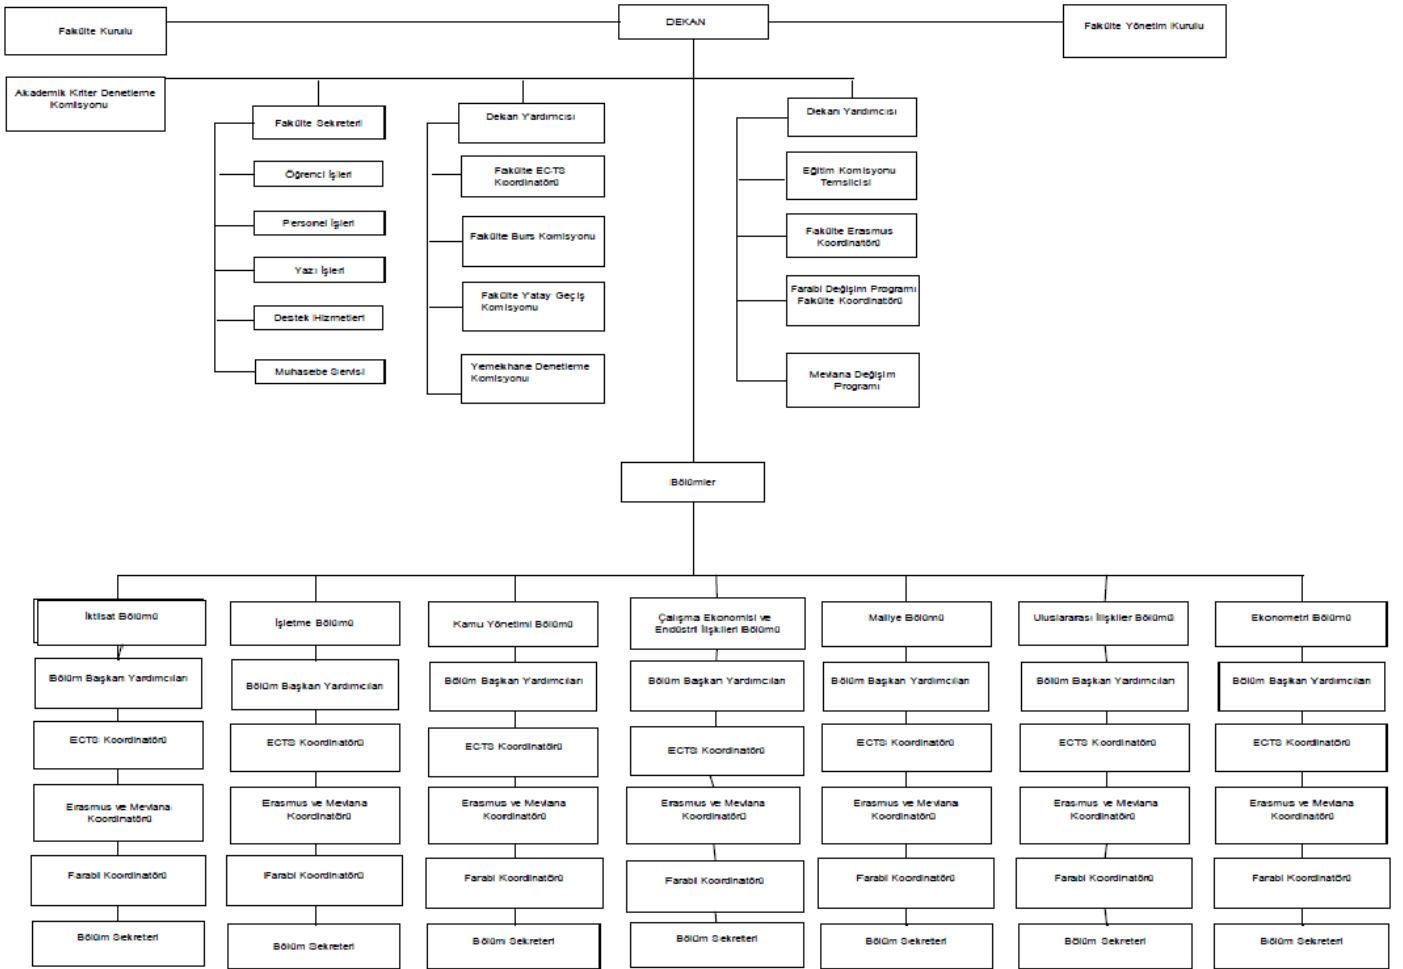 DEKAN
Fakülte Kurulu
Fakülte Yönetim Kurulu
Akademik Kriter Denetleme
Komisyonu
Fakülte Sekreteri
Öğrenci İşleri
Personel İşleri
Yazı İşleri
Destek Hizmetleri
Muhasebe Servisi
Dekan Yardımcısı
Fakülte ECTS
Koordinatörü
Fakülte Burs Komisyonu
Fakülte Yatay Geçiş
Komisyonu
Yemekhane Denetleme
Komisyonu
Dekan Yardımcısı
Eğitim Komisyonu
Temsilcisi
Fakülte Erasmus
Koordinatörü
Farabi Değişim Programı
Fakülte Koordinatörü
Mevlana Değişim
Programı
Bölümler
İktisat Bölümü
Bölüm Başkan Yardımcıları
ECTS Koordinatörü
Erasmus ve Mevlana
Koordinatörü
Farabi Koordinatörü
Bölüm Sekreteri
İşletme Bölümü
Bölüm Başkan Yardımcıları
ECTS Koordinatörü
Erasmus ve Mevlana
Koordinatörü
Farabi Koordinatörü
Bölüm Sekreteri
Kamu Yönetimi Bölümü
Bölüm Başkan Yardımcıları
ECTS Koordinatörü
Erasmus ve Mevlana
Koordinatörü
Farabi Koordinatörü
Bölüm Sekreteri
Çalışma Ekonomisi ve
Endüstri İlişkileri Bölümü
Bölüm Başkan Yardımcıları
ECTS Koordinatörü
Erasmus ve Mevlana
Koordinatörü
Farabi Koordinatörü
Bölüm Sekreteri
Maliye Bölümü
Bölüm Başkan Yardımcıları
ECTS Koordinatörü
Erasmus ve Mevlana
Koordinatörü
Farabi Koordinatörü
Bölüm Sekreteri
Uluslararası İlişkiler Bölümü
Bölüm Başkan Yardımcıları
ECTS Koordinatörü
Erasmus ve Mevlana
Koordinatörü
Farabi Koordinatörü
Bölüm Sekreteri
Ekonometri Bölümü
Bölüm Başkan Yardımcıları
ECTS Koordinatörü
Erasmus ve Mevlana
Koordinatörü
Farabi Koordinatörü
Bölüm Sekreteri